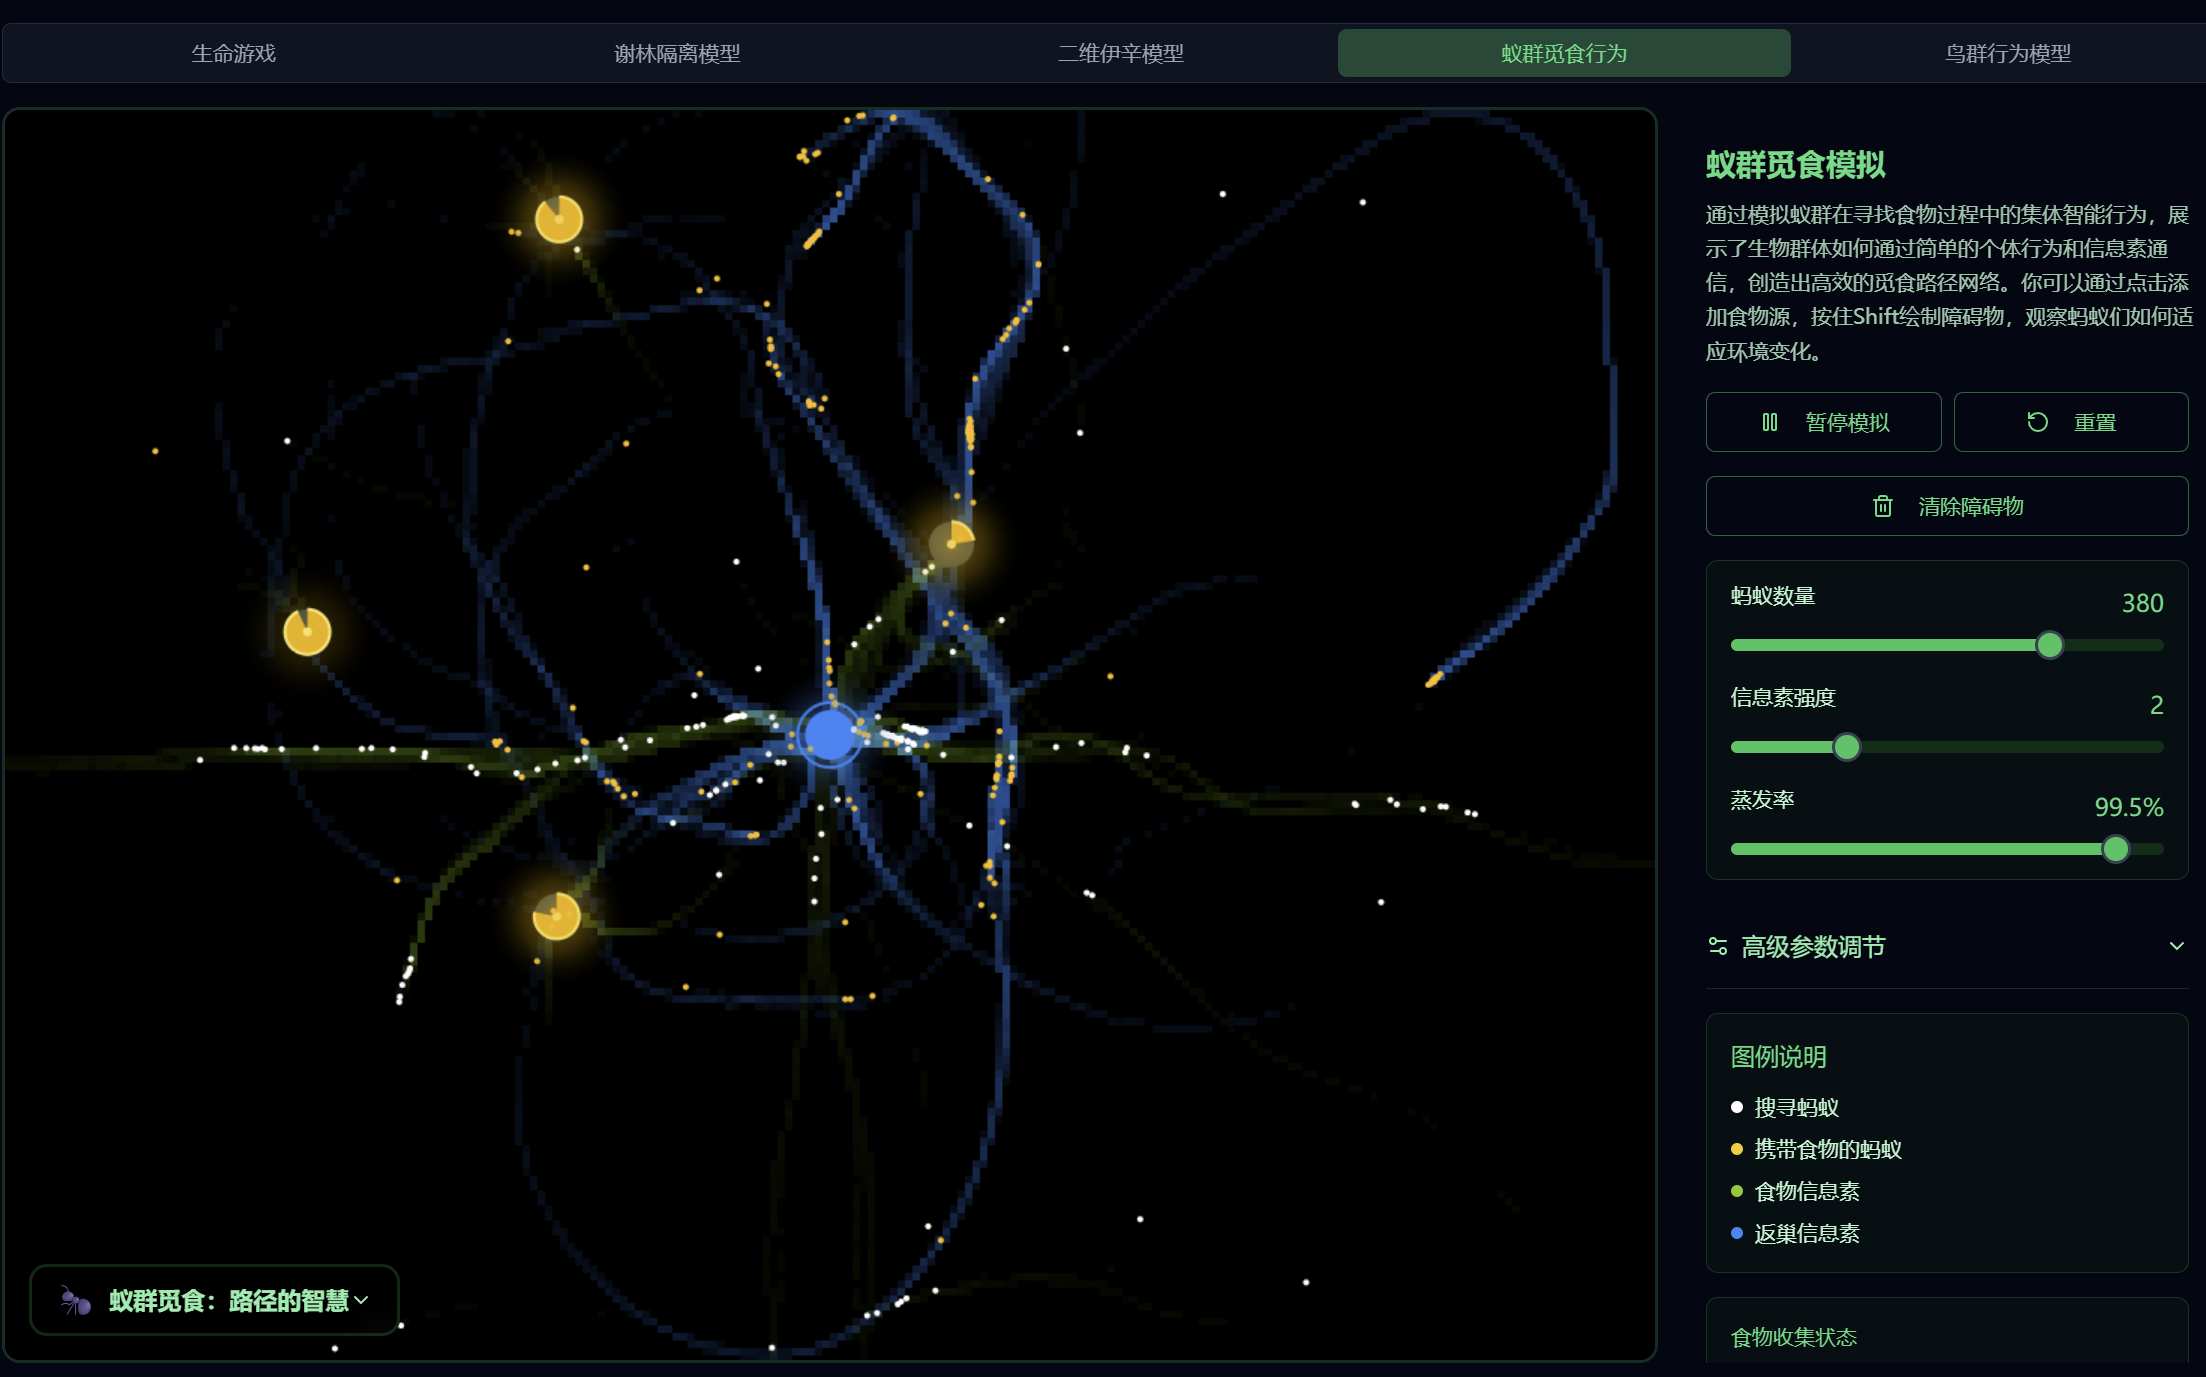 生命游戏
谢林隔离模型
二维伊辛模型
蚁群觅食行为
鸟群行为模型
蚁群觅食模拟
通过模拟蚁群在寻找食物过程中的集体智能行为，展
示了生物群体如何通过简单的个体行为和信息素通
信，创造出高效的觅食路径网络。你可以通过点击添
加食物源，按住Shift绘制障碍物，观察蚂蚁们如何适
应环境变化。
暂停模拟
重置
清除障碍物
蚂蚁数量
380
信息素强度
2
蒸发率
99.5%
高级参数调节
图例说明
搜寻蚂蚁
携带食物的蚂蚁
食物信息素
返巢信息素
食物收集状态
蚁群觅食：路径的智慧